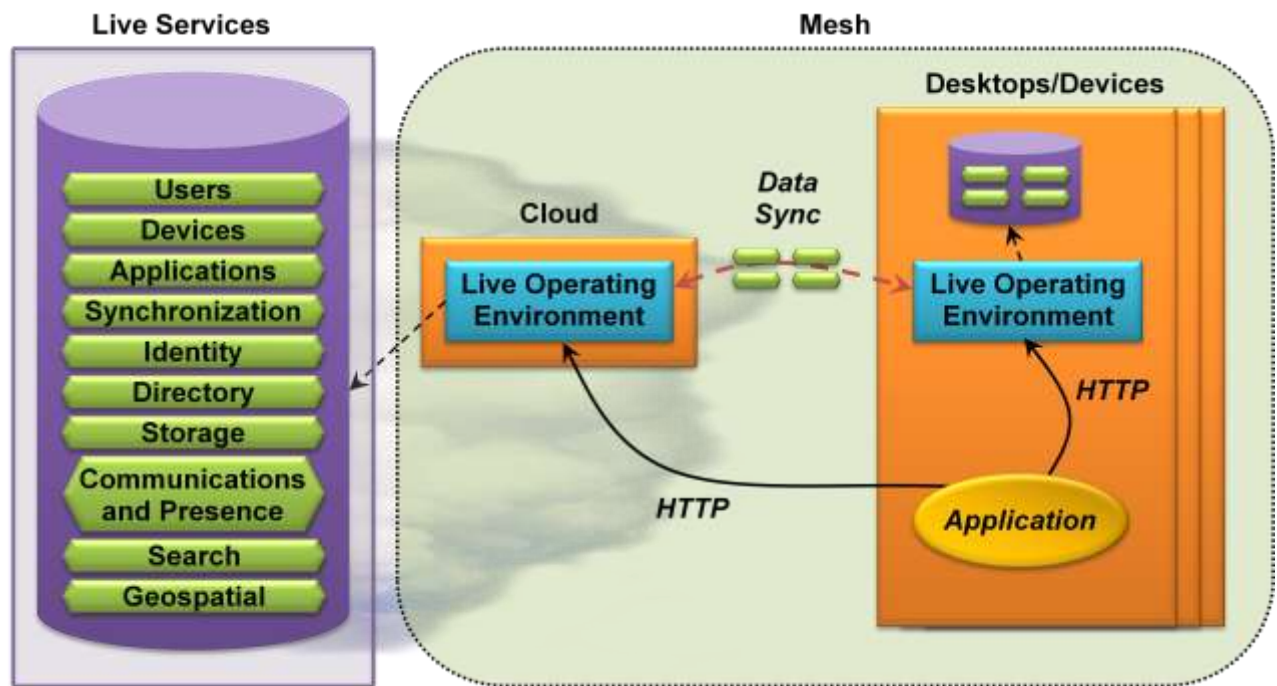 Live Services
Mesh
Users
Devices
Applications
Synchronization
Identity
Directory
Storage
Communications
and Presence
Search
Geospatial
Cloud
Live Operating
Environment
Data
Sync
Desktops/Devices
Live Operating
Environment
HTTP
HTTP
Application